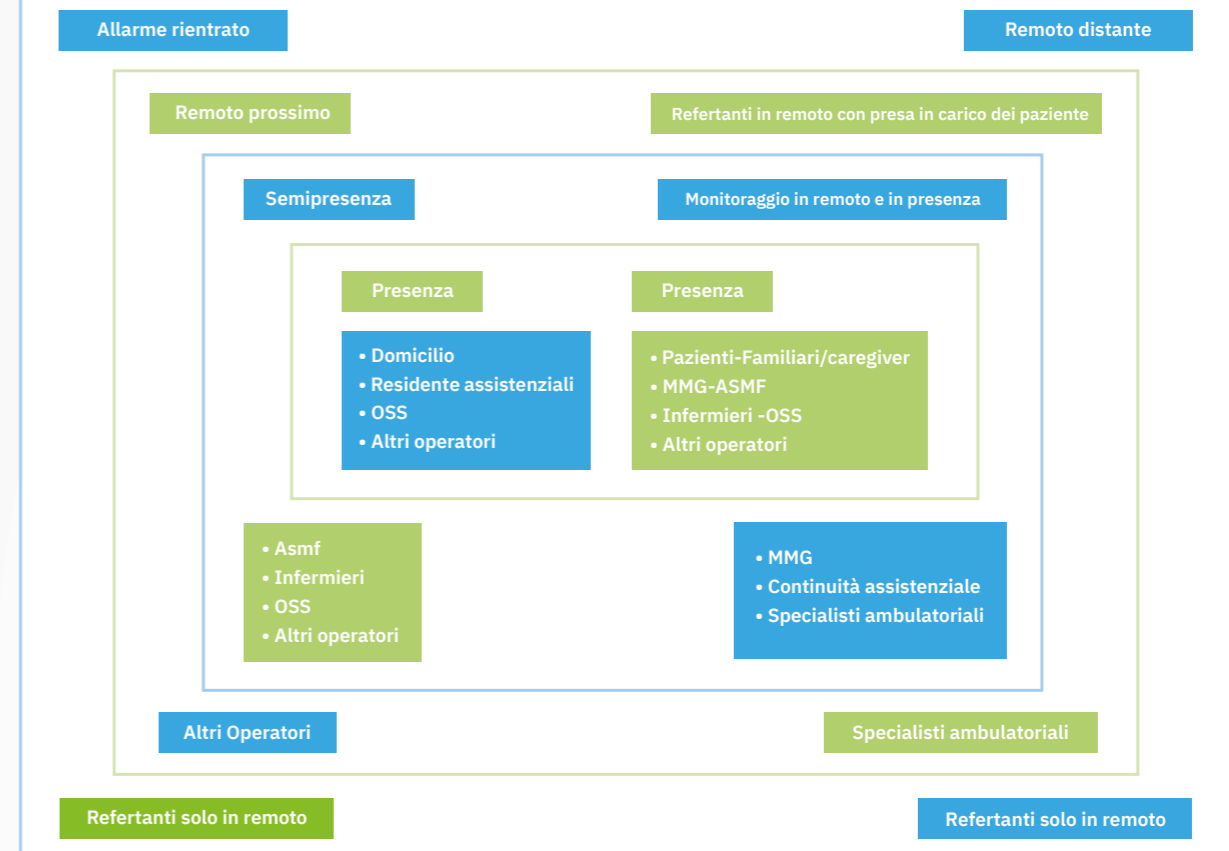 Allarme rientrato
Remoto distante
Remoto prossimo
Refertanti in remoto con presa in carico dei paziente
Semipresenza
Monitoraggio in remoto e in presenza
Presenza
Presenza
• Domicilio
• Residente assistenziali
• OSS
• Altri operatori
• Pazienti-Familiari/caregiver
• MMG-ASMF
• Infermieri -OSS
• Altri operatori
• Asmf
• Infermieri
• OSS
• Altri operatori
• MMG
• Continuità assistenziale
• Specialisti ambulatoriali
Altri Operatori
Specialisti ambulatoriali
Refertanti solo in remoto
Refertanti solo in remoto